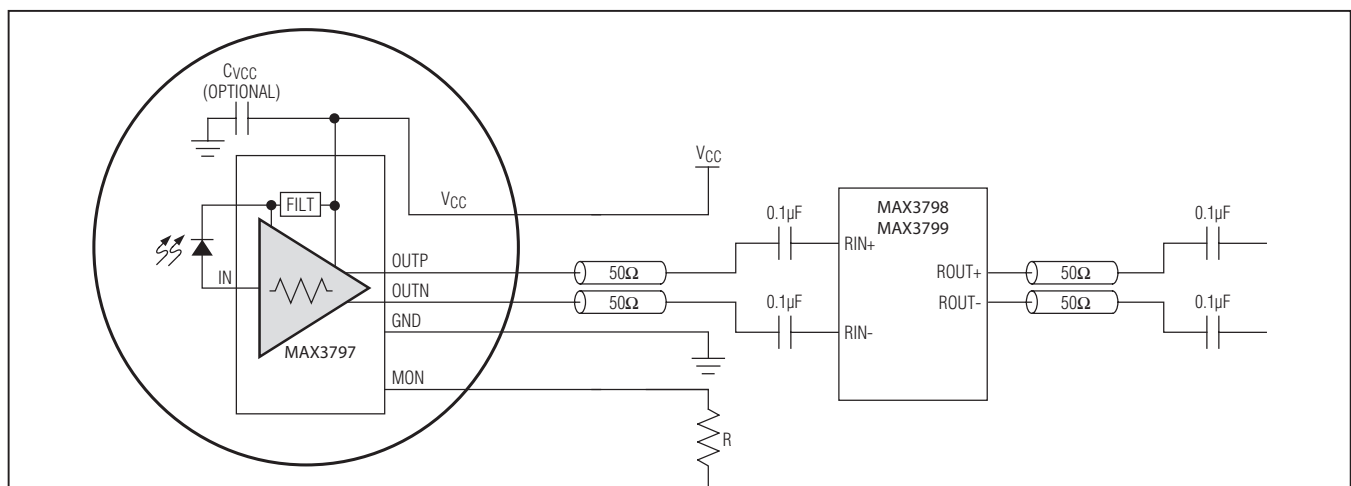 CVCC
(OPTIONAL)
VCC
VCC
FILT
IN
OUTP
OUTN
GND
MON
MAX3797
50Ω
50Ω
0.1µF
0.1µF
RIN+
RIN-
MAX3798
MAX3799
ROUT+
ROUT-
50Ω
50Ω
0.1µF
0.1µF
R